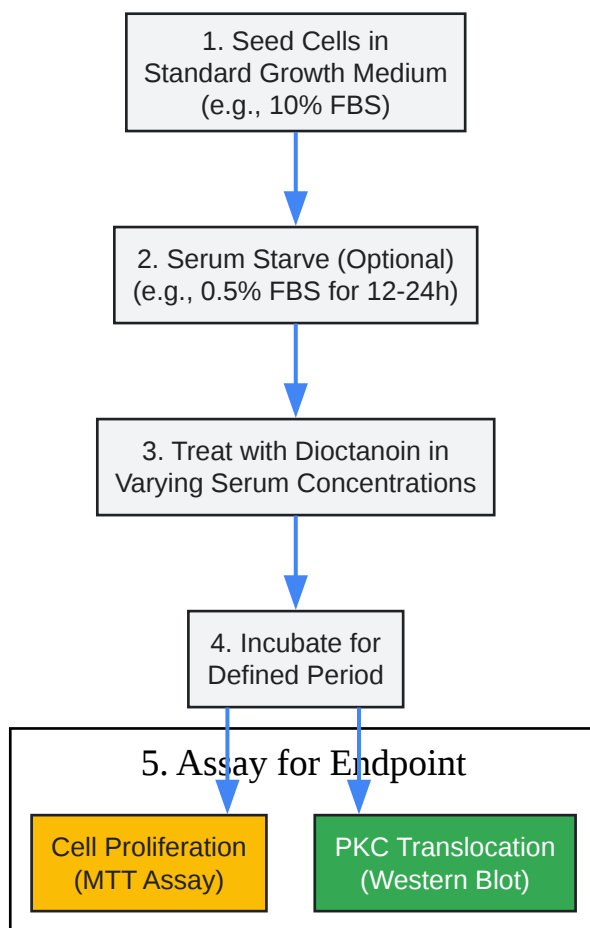 1. Seed Cells in
Standard Growth Medium
(e.g., 10% FBS)
2. Serum Starve (Optional)
(e.g., 0.5% FBS for 12-24h)
3. Treat with Dioctanoin in
Varying Serum Concentrations
4. Incubate for
Defined Period
5. Assay for Endpoint
Cell Proliferation
(MTT Assay)
PKC Translocation
(Western Blot)